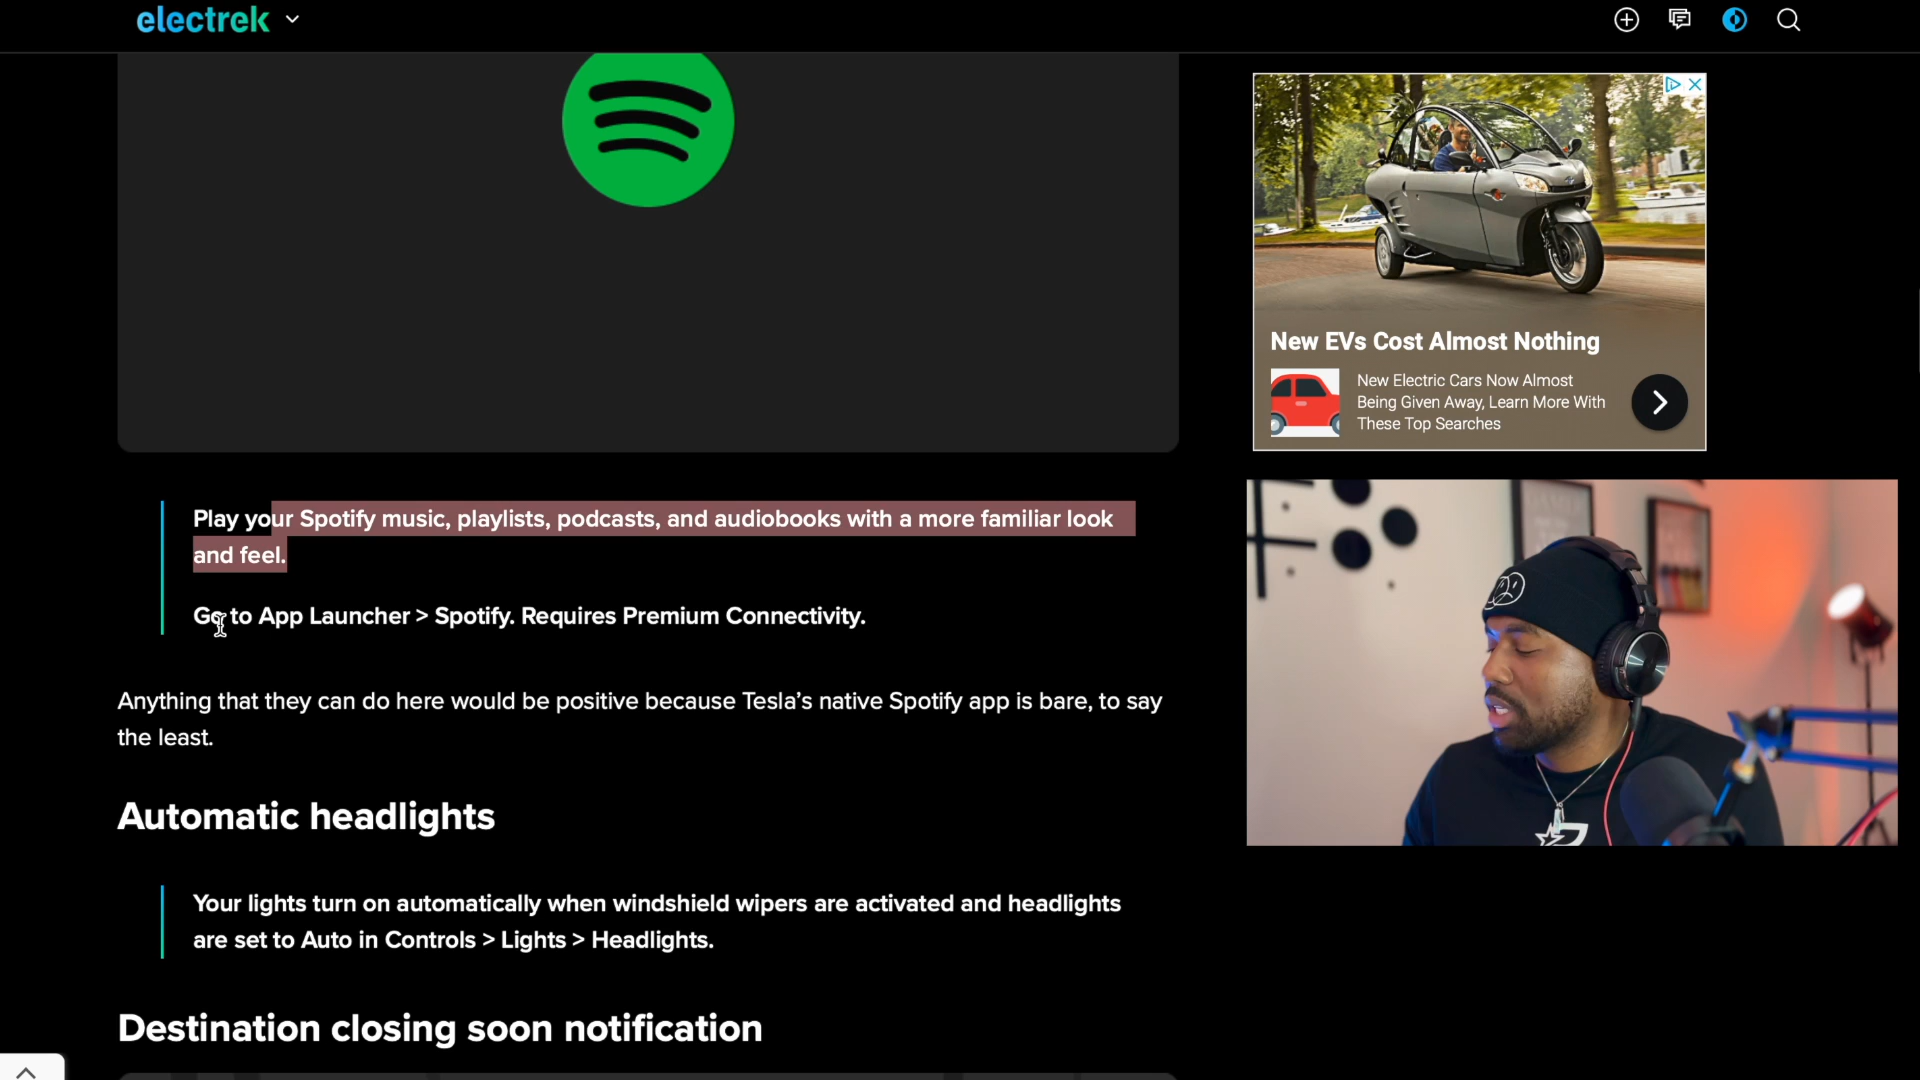 electrek
New EVs Cost Almost Nothing
New Electric Cars Now Almost
Being Given Away, Learn More With
These Top Searches
Play your Spotify music, playlists, podcasts, and audiobooks with a more familiar look
and feel.
Go to App Launcher > Spotify. Requires Premium Connectivity.
Anything that they can do here would be positive because Tesla’s native Spotify app is bare, to say
the least.
Automatic headlights
Your lights turn on automatically when windshield wipers are activated and headlights
are set to Auto in Controls > Lights > Headlights.
Destination closing soon notification